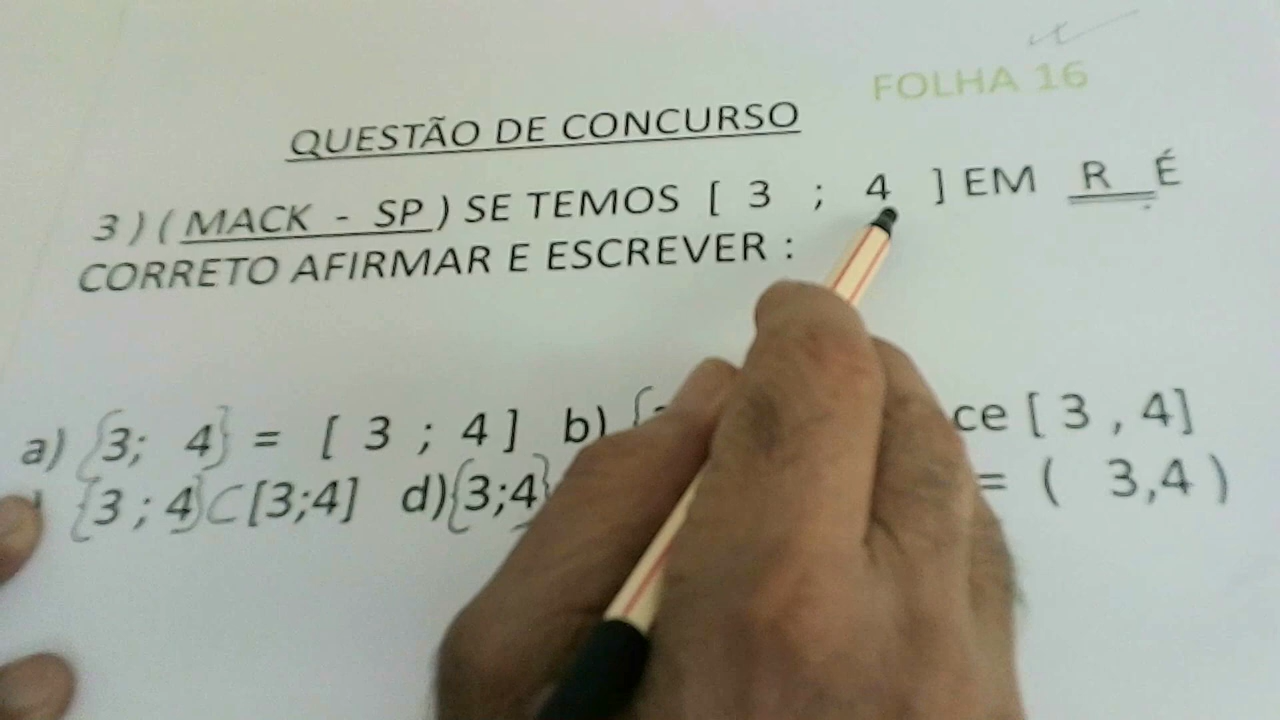 FOLHA 16
QUESTÃO DE CONCURSO
3 ) ( MACK - SP ) SE TEMOS [ 3 ; 4 ] EM R É
CORRETO AFIRMAR E ESCREVER :
a) {3; 4} = [ 3 ; 4 ] b) { ce [ 3 , 4]
{3 ; 4}⊂[3;4] d){3;4} = ( 3,4 )